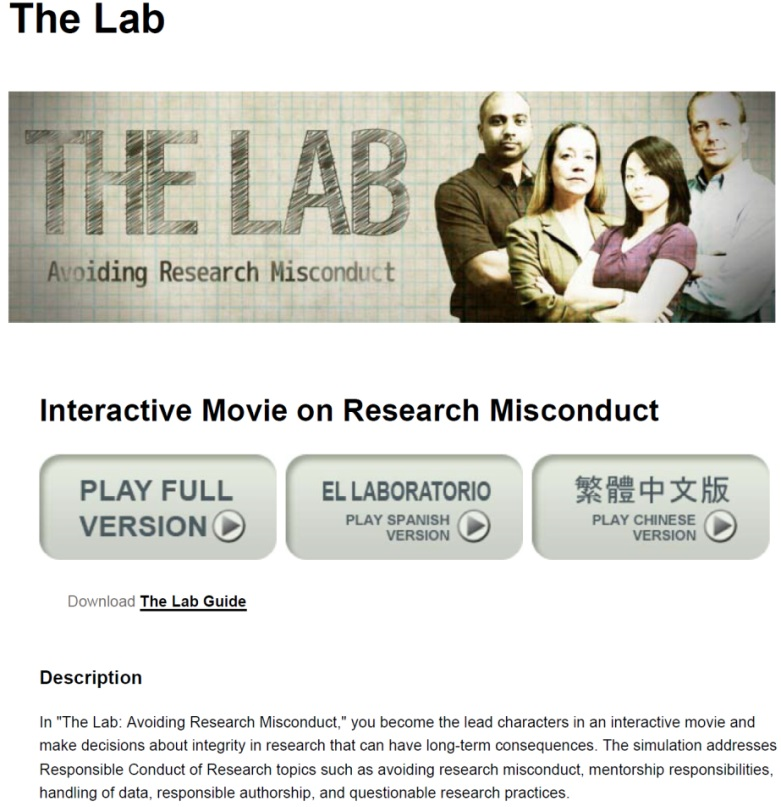 The Lab
THE LAB
Avoiding Research Misconduct
Interactive Movie on Research Misconduct
PLAY FULL
VERSION
EL LABORATORIO
PLAY SPANISH
VERSION
繁體中文版
PLAY CHINESE
VERSION
Download The Lab Guide
Description
In "The Lab: Avoiding Research Misconduct," you become the lead characters in an interactive movie and
make decisions about integrity in research that can have long-term consequences. The simulation addresses
Responsible Conduct of Research topics such as avoiding research misconduct, mentorship responsibilities,
handling of data, responsible authorship, and questionable research practices.